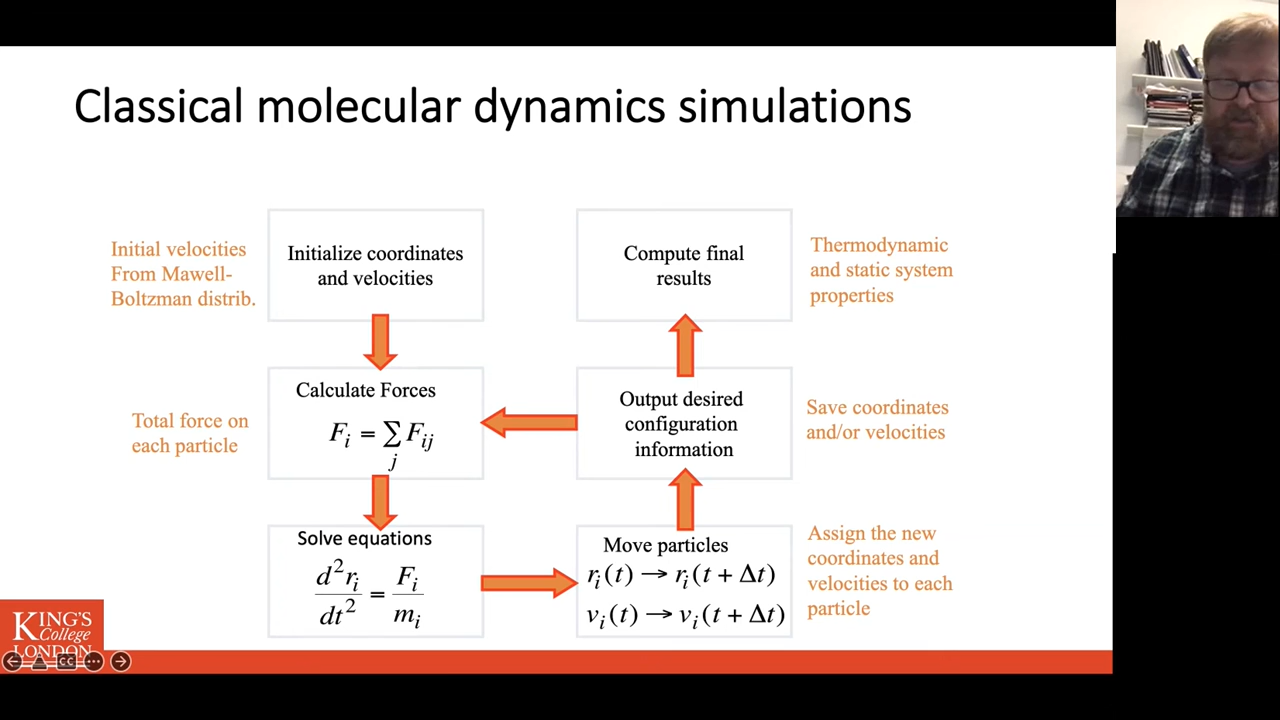 Classical molecular dynamics simulations
Initial velocities
From Mawell-
Boltzman distrib.
Initialize coordinates
and velocities
Compute final
results
Thermodynamic
and static system
properties
Total force on
each particle
Calculate Forces
F_i = ∑_j F_{ij}
Output desired
configuration
information
Save coordinates
and/or velocities
Solve equations
d²r_i/dt² = F_i/m_i
Move particles
r_i(t) → r_i(t + Δt)
v_i(t) → v_i(t + Δt)
Assign the new
coordinates and
velocities to each
particle
KING'S
College
LONDON
CC